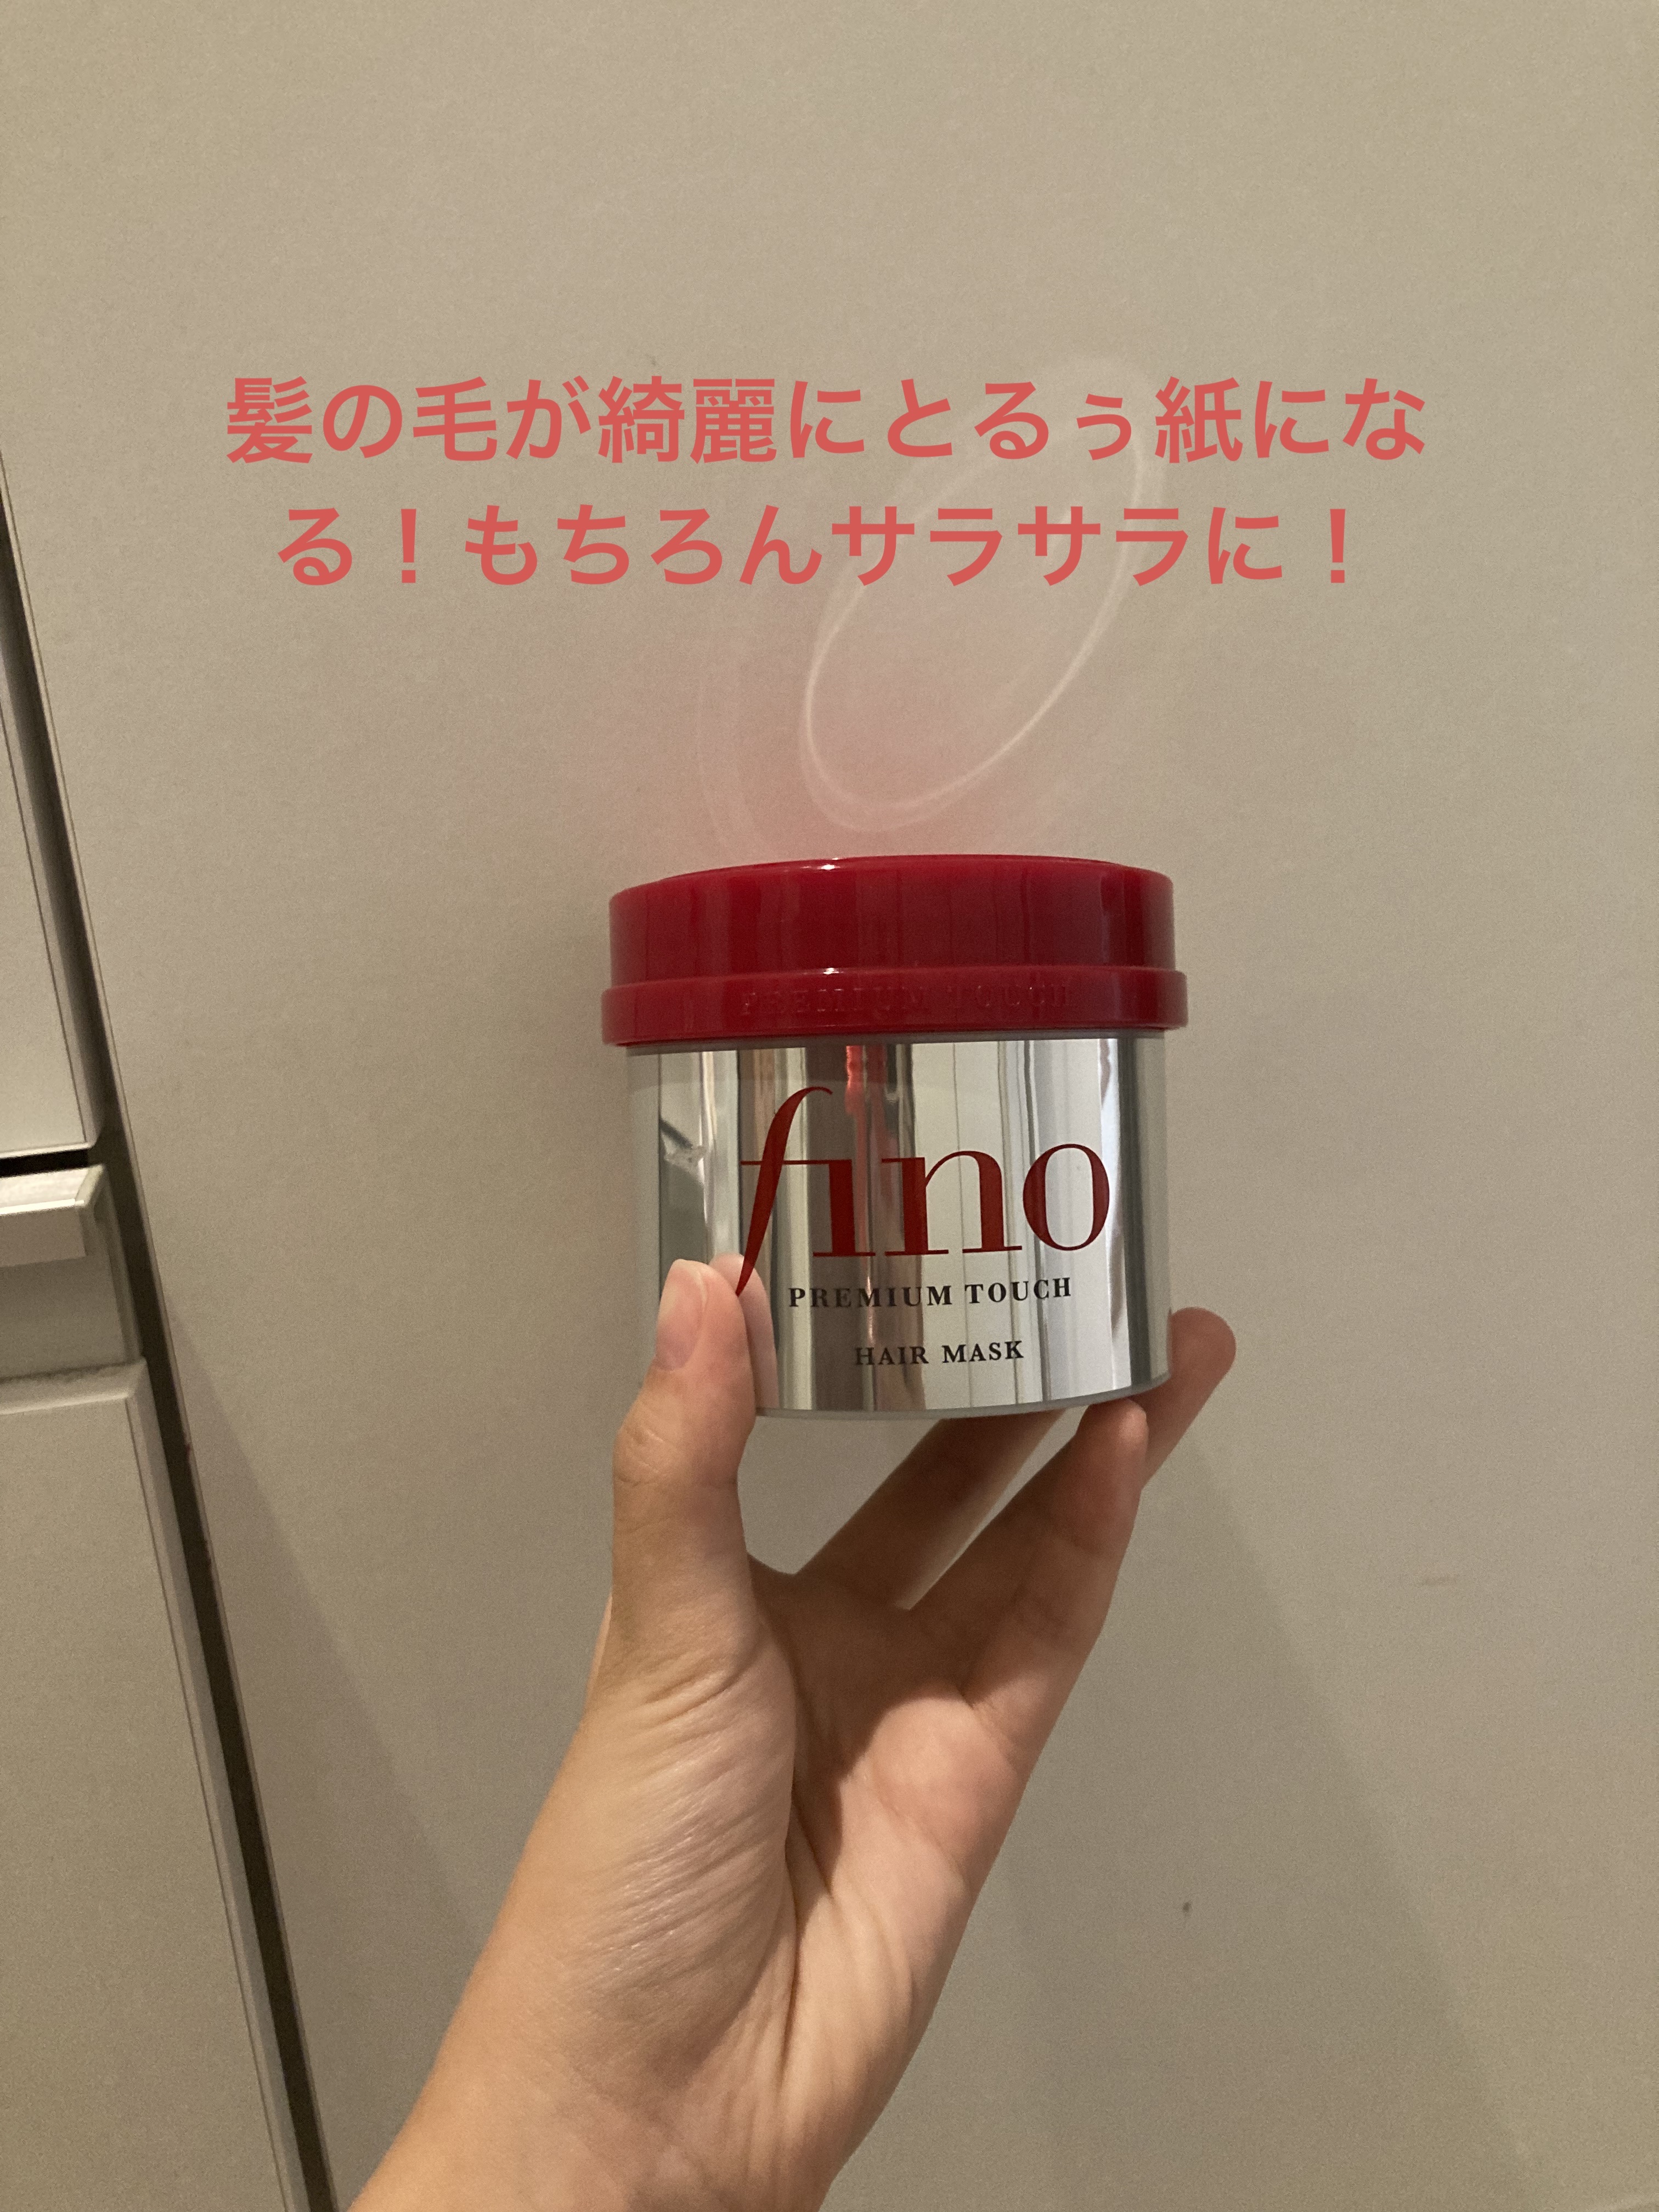 髪の毛が綺麗にとるぅ紙にな
る！もちろんサラサラに！
PREMIUM TOUCH
fino
PREMIUM TOUCH
HAIR MASK